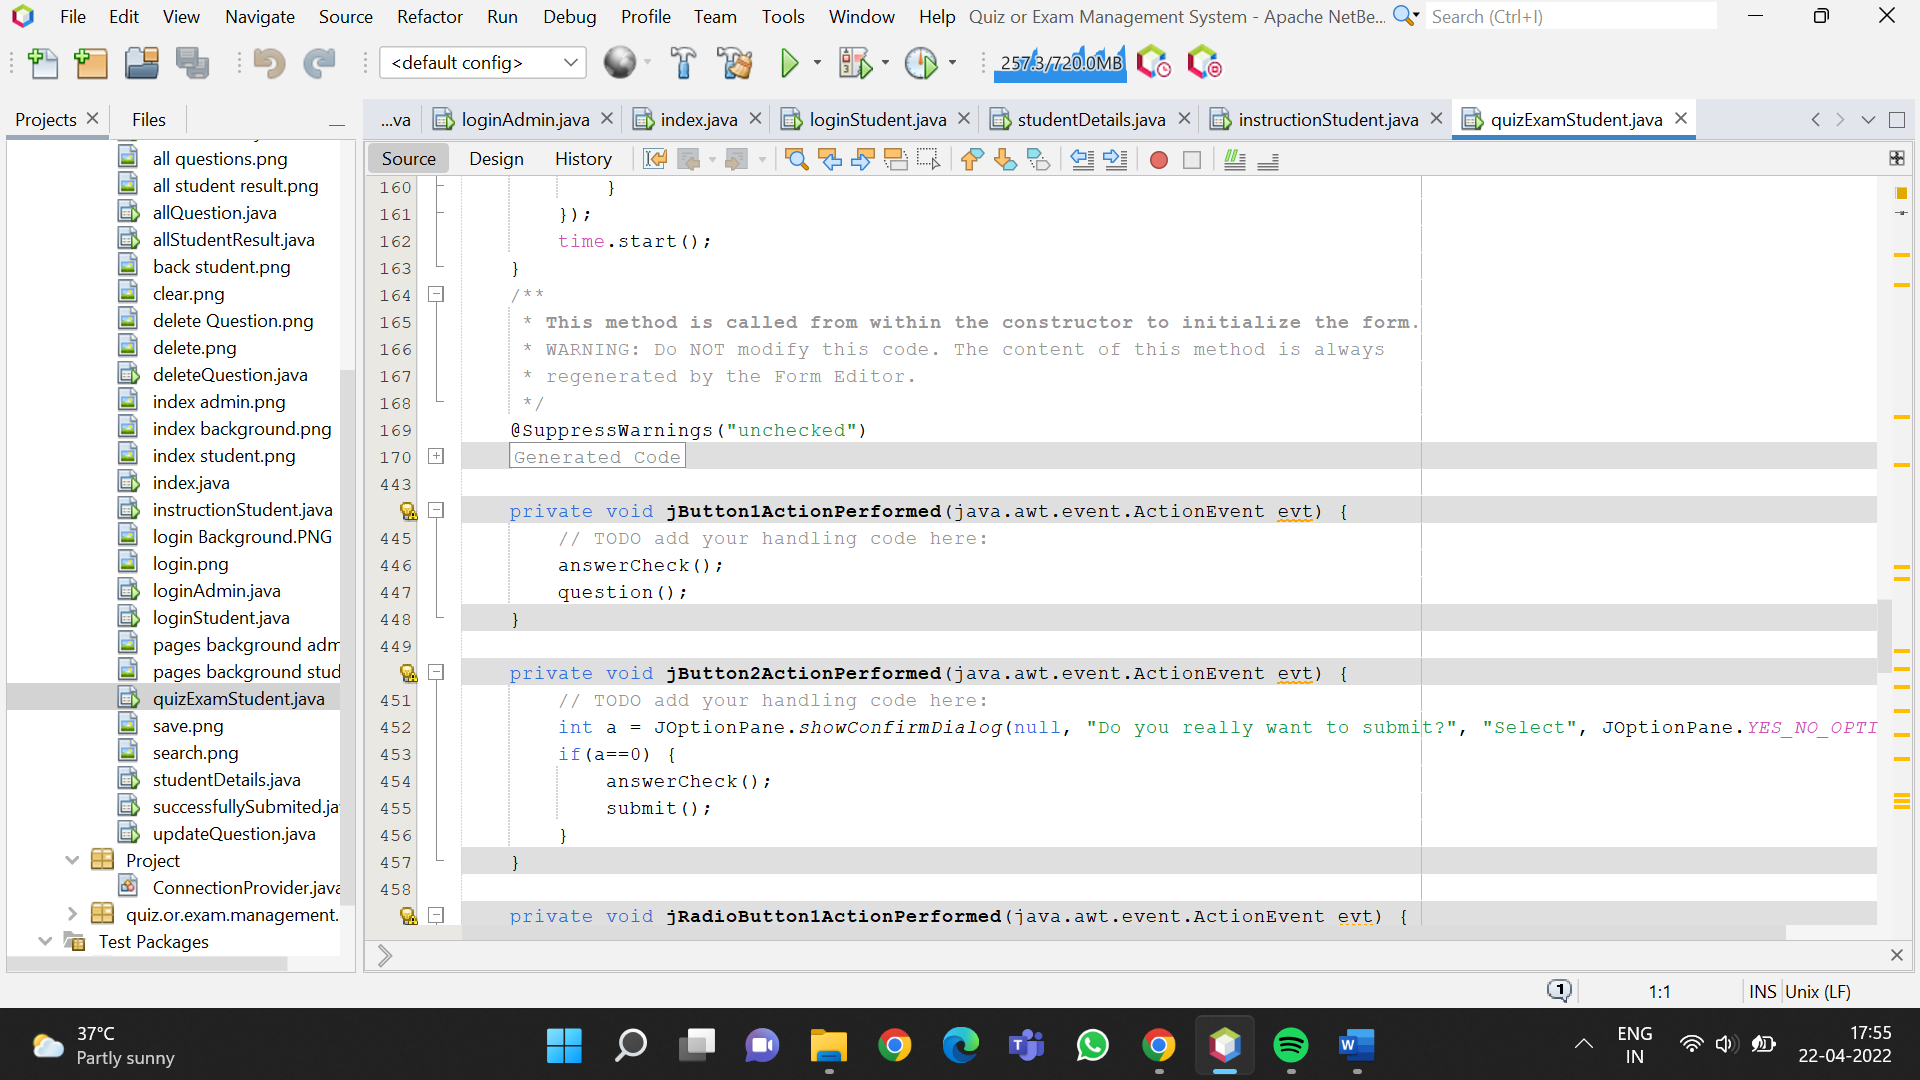 File Edit View Navigate Source Refactor Run Debug Profile Team Tools Window Help Quiz or Exam Management System - Apache NetBe... Search (Ctrl+I)
<default config> 257.3/720.0MB
Projects Files ...va loginAdmin.java index.java loginStudent.java studentDetails.java instructionStudent.java quizExamStudent.java
Source Design History
all questions.png
all student result.png
allQuestion.java
allStudentResult.java
back student.png
clear.png
delete Question.png
delete.png
deleteQuestion.java
index admin.png
index background.png
index student.png
index.java
instructionStudent.java
login Background.PNG
login.png
loginAdmin.java
loginStudent.java
pages background adm
pages background stud
quizExamStudent.java
save.png
search.png
studentDetails.java
successfullySubmited.ja
updateQuestion.java
Project
ConnectionProvider.java
quiz.or.exam.management.
Test Packages
160 }
161 });
162 time.start();
163 }
164 /**
165 * This method is called from within the constructor to initialize the form.
166 * WARNING: Do NOT modify this code. The content of this method is always
167 * regenerated by the Form Editor.
168 */
169 @SuppressWarnings("unchecked")
170 Generated Code
443
private void jButton1ActionPerformed(java.awt.event.ActionEvent evt) {
445 // TODO add your handling code here:
446 answerCheck();
447 question();
448 }
449
private void jButton2ActionPerformed(java.awt.event.ActionEvent evt) {
451 // TODO add your handling code here:
452 int a = JOptionPane.showConfirmDialog(null, "Do you really want to submit?", "Select", JOptionPane.YES_NO_OPTI
453 if(a==0) {
454 answerCheck();
455 submit();
456 }
457 }
458
private void jRadioButton1ActionPerformed(java.awt.event.ActionEvent evt) {
1 1:1 INS Unix (LF)
37°C
Partly sunny
ENG
IN
17:55
22-04-2022